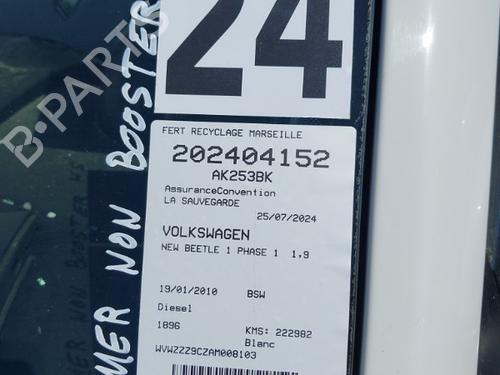 24
FERT RECYCLAGE MARSEILLE
202404152
AK253BK
AssuranceConvention
LA SAUVEGARDE
25/07/2024
VOLKSWAGEN
NEW BEETLE 1 PHASE 1 1,9
19/01/2010 BSW
Diesel
1896 KMS: 222982
Blanc
WVWZZZ9CZAM008103
MER NON BOOSTER
B-PARTS